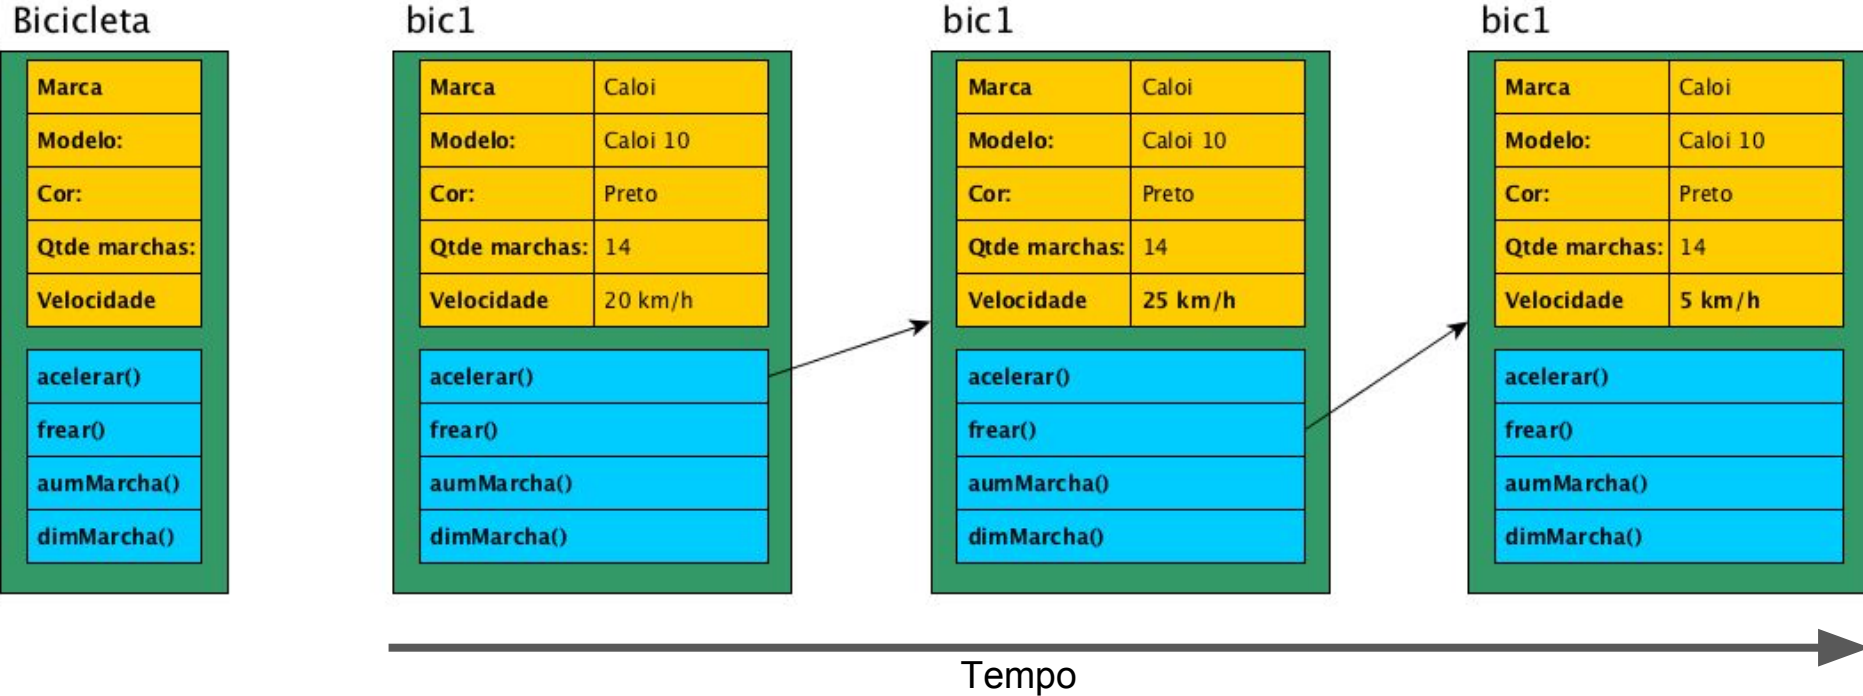 Bicicleta
Marca
Modelo:
Cor:
Qtde marchas:
Velocidade
acelerar()
frear()
aumMarcha()
dimMarcha()
bic1
Marca Caloi
Modelo: Caloi 10
Cor: Preto
Qtde marchas: 14
Velocidade 20 km/h
acelerar()
frear()
aumMarcha()
dimMarcha()
bic1
Marca Caloi
Modelo: Caloi 10
Cor: Preto
Qtde marchas: 14
Velocidade 25 km/h
acelerar()
frear()
aumMarcha()
dimMarcha()
bic1
Marca Caloi
Modelo: Caloi 10
Cor: Preto
Qtde marchas: 14
Velocidade 5 km/h
acelerar()
frear()
aumMarcha()
dimMarcha()
Tempo